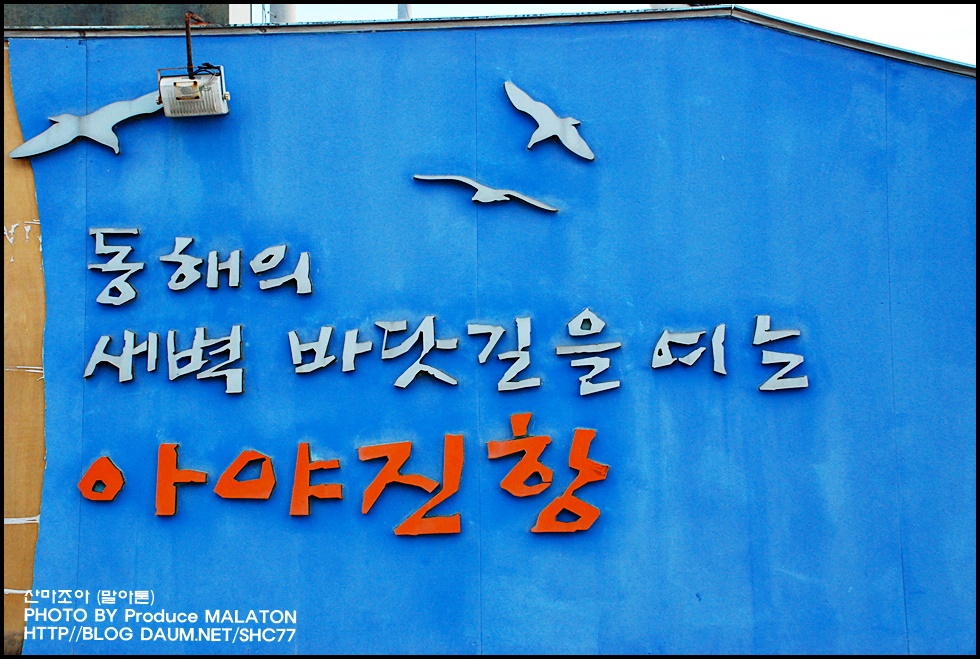 동해의
새벽 바닷길을 여는
아야진항
산마조아 (말아톤)
PHOTO BY Produce MALATON
HTTP//BLOG DAUM.NET/SHC77